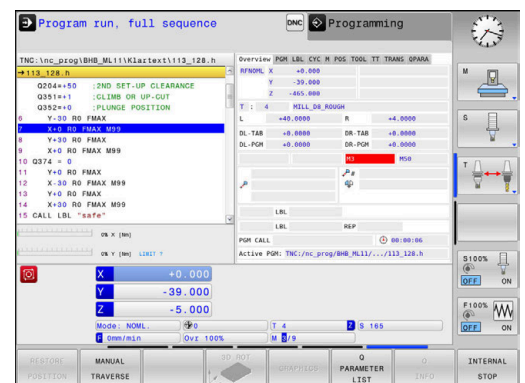 Program run, full sequence
DNC
Programming
TNC:\nc_prog\BHB_ML11\Klartext\113_128.h
→113_128.h
Q204=+50 ;2ND SET-UP CLEARANCE
Q351=+1 ;CLIMB OR UP-CUT
Q352=+0 ;PLUNGE POSITION
6 Y-30 R0 FMAX M99
7 X+0 R0 FMAX M99
8 Y+30 R0 FMAX
9 X+0 R0 FMAX M99
10 Q374 = 0
11 Y+0 R0 FMAX
12 X-30 R0 FMAX M99
13 Y+0 R0 FMAX
14 X+30 R0 FMAX M99
15 CALL LBL "safe"
0% X [Nm]
0% Y [Nm] LIMIT 1
Overview PGM LBL CYC M POS TOOL TT TRANS QPARA
RFNOML X +0.000
Y -39.000
Z -465.000
T : 4 MILL_D8_ROUGH
L +40.0000 R +4.0000
DL-TAB +0.0000 DR-TAB +0.0000
DL-PGM +0.0000 DR-PGM +0.0000
M3 M50
LBL
LBL REP
PGM CALL 00:00:06
Active PGM: TNC:/nc_prog/BHB_ML11/.../113_128.h
X +0.000
Y -39.000
Z -5.000
Mode: NOML. 0 T 4 Z S 165
F 0mm/min Ovr 100% M 3/9
M
S
T
S100%
OFF ON
F100%
OFF ON
RESTORE POSITION
MANUAL TRAVERSE
3D ROT
GRAPHICS
Q PARAMETER LIST
Q INFO
INTERNAL STOP